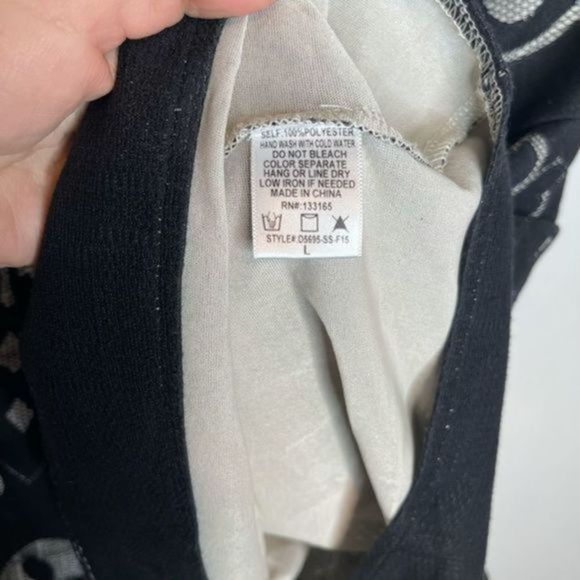 SELF:100%POLYESTER
HAND WASH WITH COLD WATER
DO NOT BLEACH
COLOR SEPARATE
HANG OR LINE DRY
LOW IRON IF NEEDED
MADE IN CHINA
RN#:133165
STYLE#:D5695-SS-F15
L